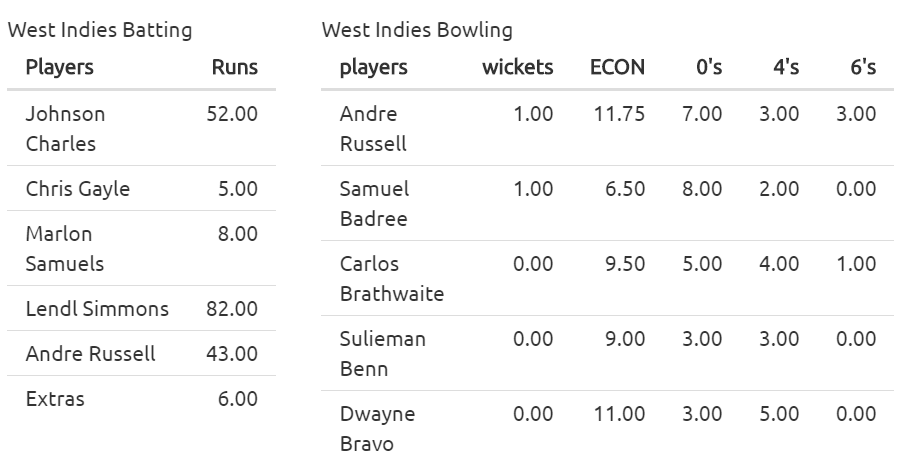 West Indies Batting
Players Runs
Johnson 52.00
Charles
Chris Gayle 5.00
Marlon 8.00
Samuels
Lendl Simmons 82.00
Andre Russell 43.00
Extras 6.00
West Indies Bowling
players wickets ECON 0's 4's 6's
Andre 1.00 11.75 7.00 3.00 3.00
Russell
Samuel 1.00 6.50 8.00 2.00 0.00
Badree
Carlos 0.00 9.50 5.00 4.00 1.00
Brathwaite
Sulieman 0.00 9.00 3.00 3.00 0.00
Benn
Dwayne 0.00 11.00 3.00 5.00 0.00
Bravo